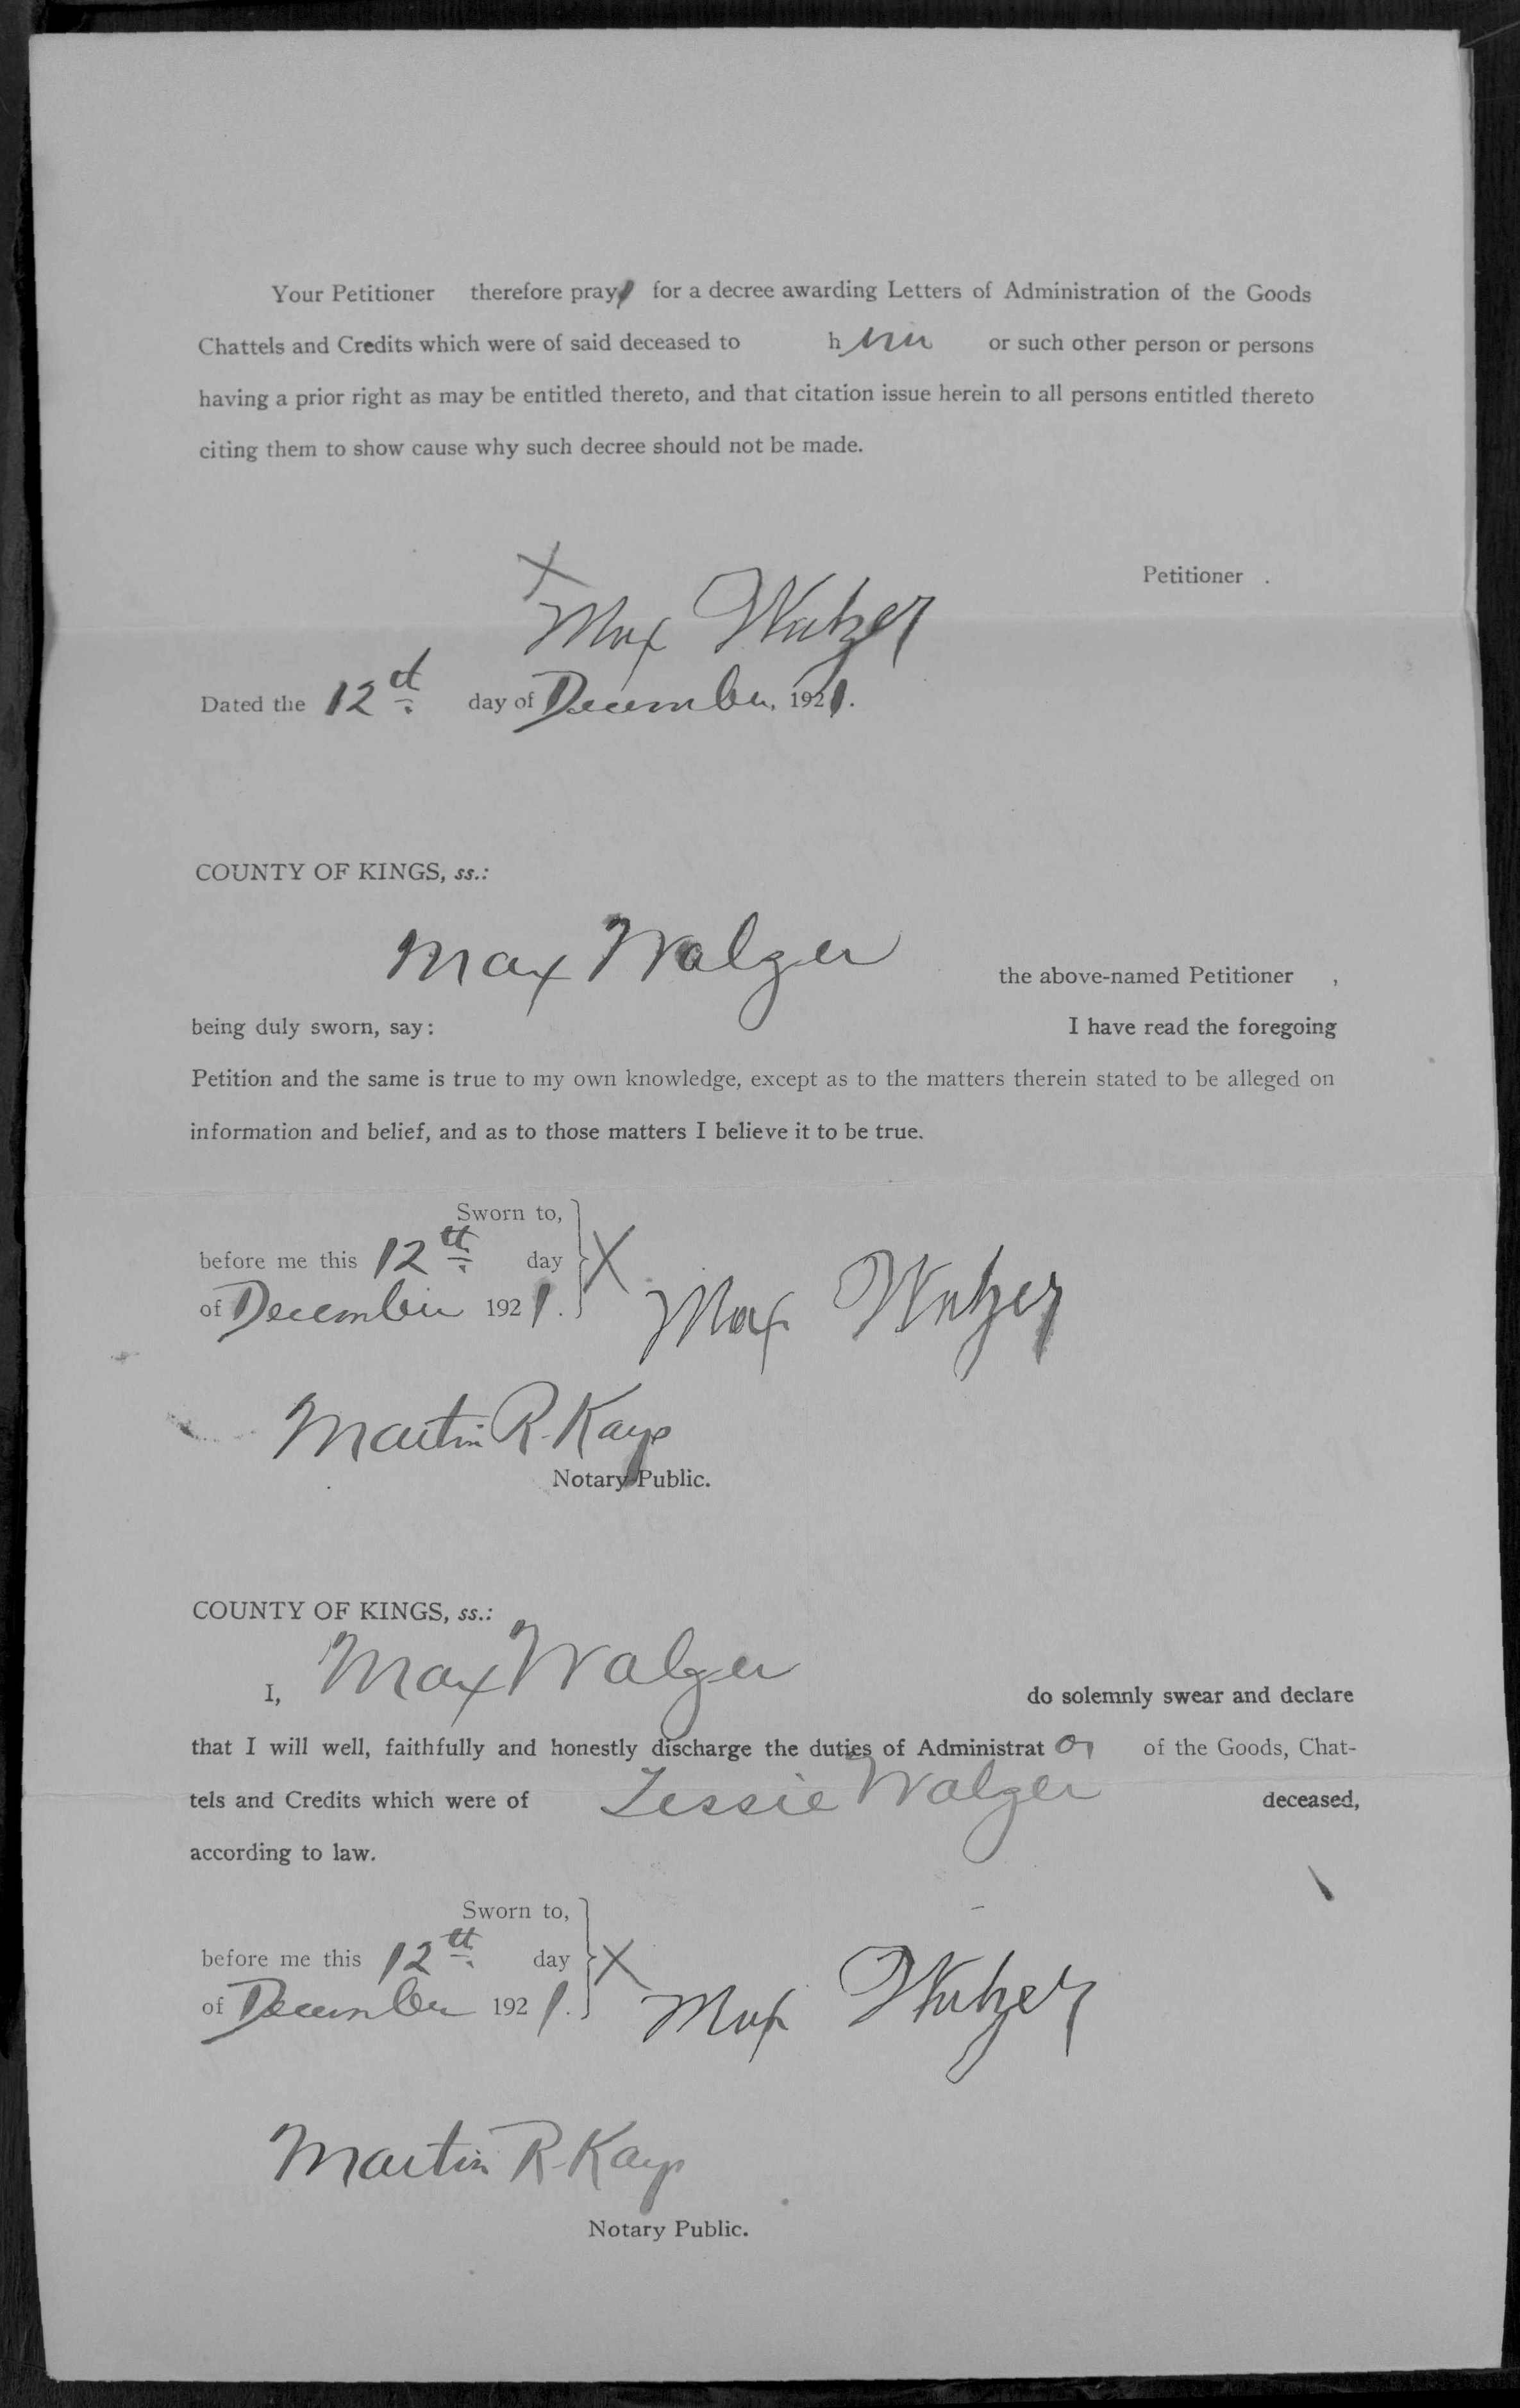 Your Petitioner therefore prays for a decree awarding Letters of Administration of the Goods
Chattels and Credits which were of said deceased to him or such other person or persons
having a prior right as may be entitled thereto, and that citation issue herein to all persons entitled thereto
citing them to show cause why such decree should not be made.
Petitioner .
Max Walzer
Dated the 12th day of December, 1921.
COUNTY OF KINGS, ss.:
Max Walzer the above-named Petitioner ,
being duly sworn, say: I have read the foregoing
Petition and the same is true to my own knowledge, except as to the matters therein stated to be alleged on
information and belief, and as to those matters I believe it to be true.
Sworn to,
before me this 12th day
of December 1921.
X Max Walzer
Martin R. Kays
Notary Public.
COUNTY OF KINGS, ss.:
I, Max Walzer do solemnly swear and declare
that I will well, faithfully and honestly discharge the duties of Administrator of the Goods, Chat-
tels and Credits which were of Lessie Walzer deceased,
according to law.
Sworn to,
before me this 12th day
of December 1921.
X Max Walzer
Martin R. Kays
Notary Public.